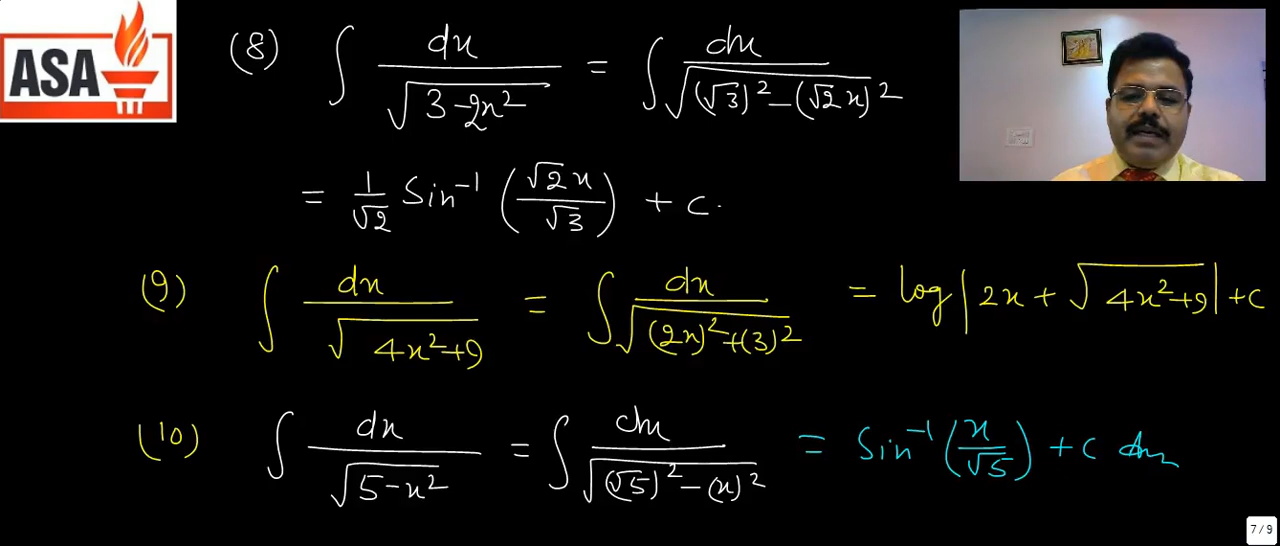 ASA
(8) ∫ dx / √(3-2x²) = ∫ dx / √((√3)² - (√2x)²)
= 1/√2 Sin⁻¹ (√2x / √3) + c.
(9) ∫ dx / √(4x²+9) = ∫ dx / √((2x)²+(3)²) = log |2x + √(4x²+9)| + c
(10) ∫ dx / √(5-x²) = ∫ dx / √((√5)² - (x)²) = Sin⁻¹ (x / √5) + c
7/9